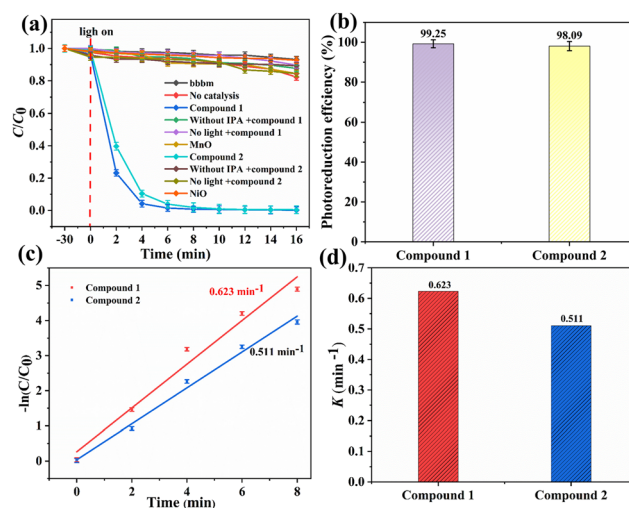 (a)
ligh on
C/C0
1.0
0.8
0.6
0.4
0.2
0.0
bbbm
No catalysis
Compound 1
Without IPA +compound 1
No light +compound 1
MnO
Compound 2
Without IPA +compound 2
No light +compound 2
NiO
-30 0 2 4 6 8 10 12 14 16
Time (min)
(b)
Photoreduction effciency (%)
100
80
60
40
20
0
99.25
98.09
Compound 1
Compound 2
(c)
-ln(C/C0)
5
4
3
2
1
0
Compound 1
Compound 2
0.623 min-1
0.511 min-1
0 2 4 6 8
Time (min)
(d)
K (min-1)
0.7
0.6
0.5
0.4
0.3
0.2
0.1
0.0
0.623
0.511
Compound 1
Compound 2